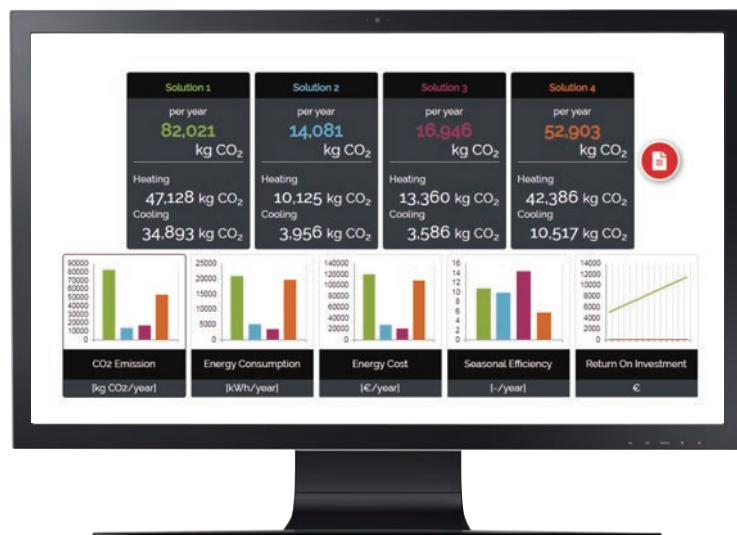 Solution 1
per year
82,021
kg CO₂
Heating
47,128 kg CO₂
Cooling
34,893 kg CO₂
Solution 2
per year
14,081
kg CO₂
Heating
10,125 kg CO₂
Cooling
3,956 kg CO₂
Solution 3
per year
16,946
kg CO₂
Heating
13,360 kg CO₂
Cooling
3,586 kg CO₂
Solution 4
per year
52,903
kg CO₂
Heating
42,386 kg CO₂
Cooling
10,517 kg CO₂
90000
80000
70000
60000
50000
40000
30000
20000
10000
0
CO2 Emission
[kg CO2/year]
25000
20000
15000
10000
5000
0
Energy Consumption
[kWh/year]
140000
120000
100000
80000
60000
40000
20000
0
Energy Cost
[€/year]
16
14
12
10
8
6
4
2
0
Seasonal Efficiency
[-/year]
14000
12000
10000
8000
6000
4000
2000
0
Return On Investment
€